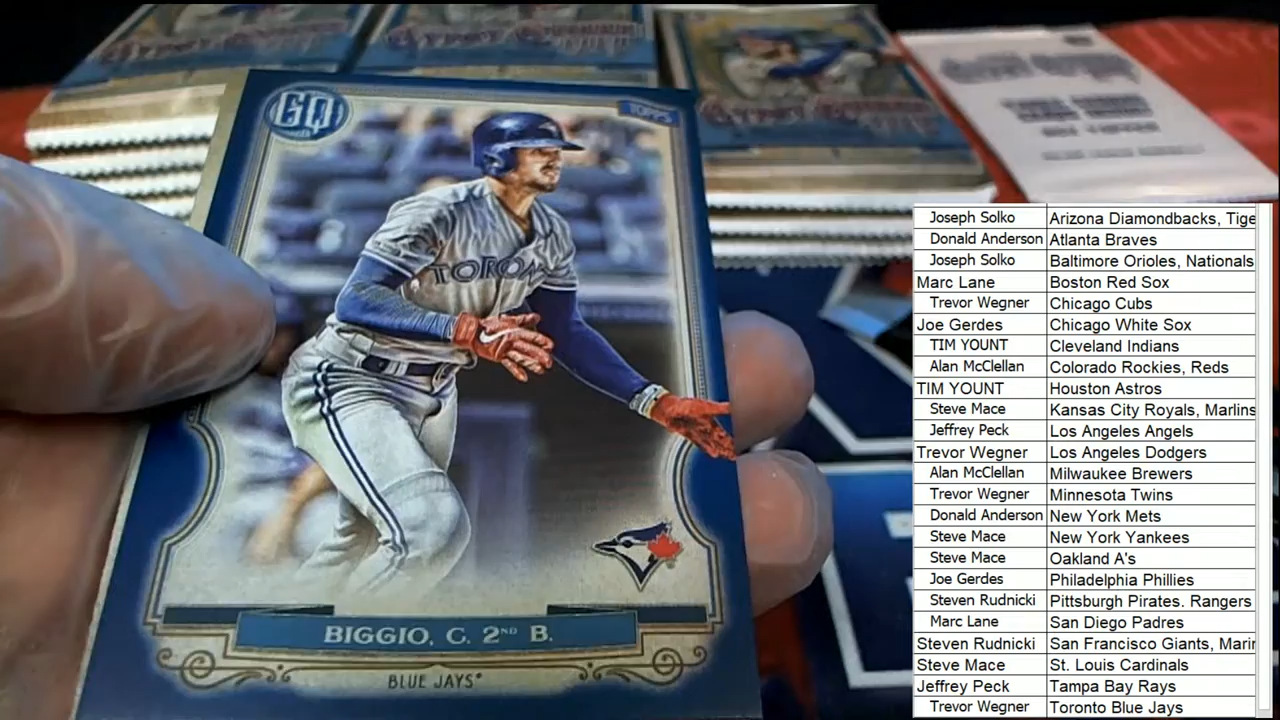 GYPSY QUEEN
GQ
TOPPS
TORON
BIGGIO, C. 2ND B.
BLUE JAYS
Joseph Solko Arizona Diamondbacks, Tige
Donald Anderson Atlanta Braves
Joseph Solko Baltimore Orioles, Nationals
Marc Lane Boston Red Sox
Trevor Wegner Chicago Cubs
Joe Gerdes Chicago White Sox
TIM YOUNT Cleveland Indians
Alan McClellan Colorado Rockies, Reds
TIM YOUNT Houston Astros
Steve Mace Kansas City Royals, Marlins
Jeffrey Peck Los Angeles Angels
Trevor Wegner Los Angeles Dodgers
Alan McClellan Milwaukee Brewers
Trevor Wegner Minnesota Twins
Donald Anderson New York Mets
Steve Mace New York Yankees
Steve Mace Oakland A's
Joe Gerdes Philadelphia Phillies
Steven Rudnicki Pittsburgh Pirates. Rangers
Marc Lane San Diego Padres
Steven Rudnicki San Francisco Giants, Marin
Steve Mace St. Louis Cardinals
Jeffrey Peck Tampa Bay Rays
Trevor Wegner Toronto Blue Jays